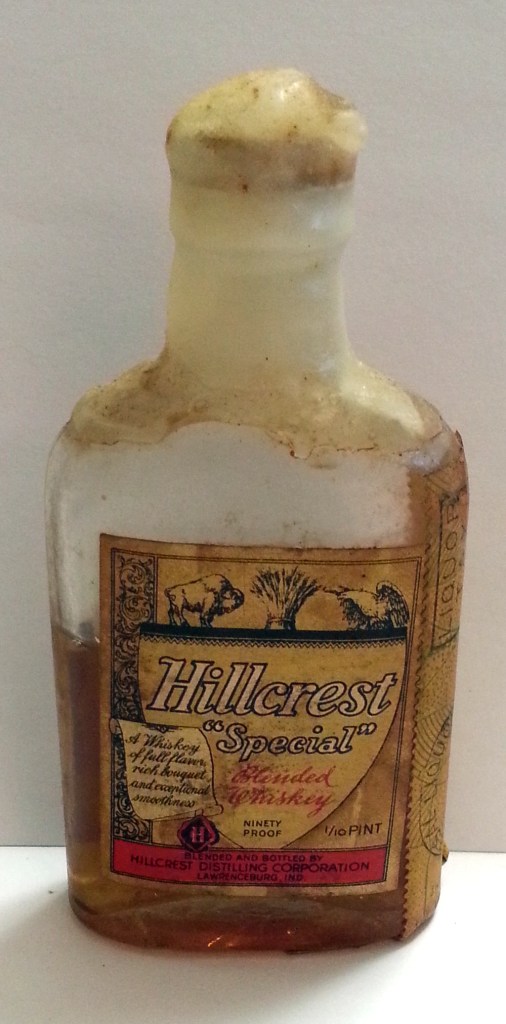 Hillcrest
"Special"
A Whiskey
of full flavor,
rich bouquet
and exceptional
smoothness
Blended
Whiskey
NINETY
PROOF
1/10 PINT
H
BLENDED AND BOTTLED BY
HILLCREST DISTILLING CORPORATION
LAWRENCEBURG, IND.
LIQUOR